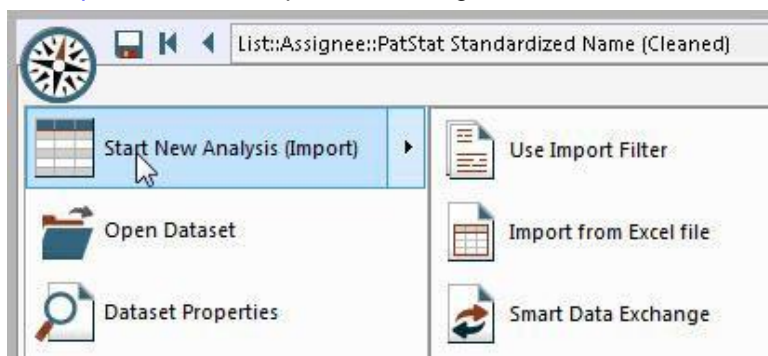 List::Assignee::PatStat Standardized Name (Cleaned)
Start New Analysis (Import)
Use Import Filter
Open Dataset
Import from Excel file
Dataset Properties
Smart Data Exchange